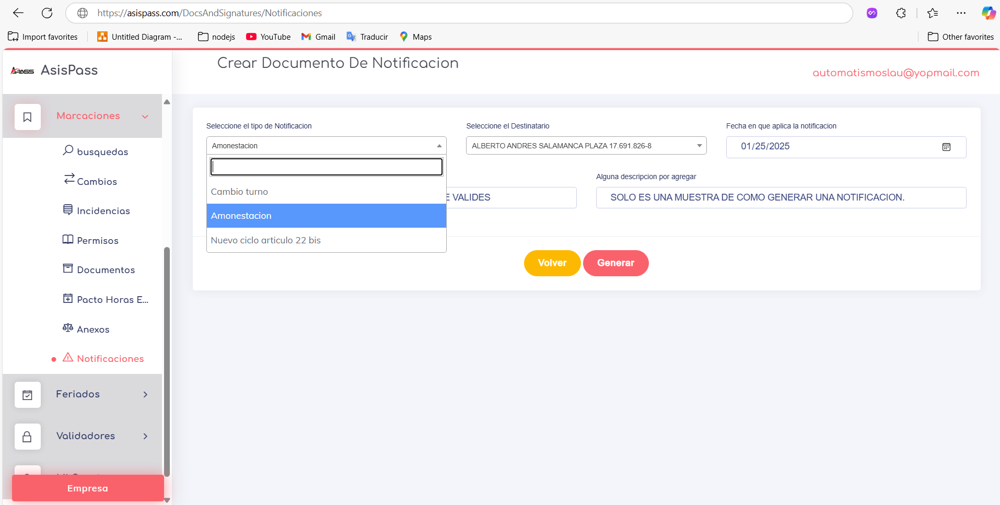 https://asispass.com/DocsAndSignatures/Notificaciones
Import favorites
Untitled Diagram -...
nodejs
YouTube
Gmail
Traducir
Maps
Other favorites
APASS AsisPass
Crear Documento De Notificacion
automatismoslau@yopmail.com
Marcaciones
busquedas
Cambios
Incidencias
Permisos
Documentos
Pacto Horas E...
Anexos
Notificaciones
Feriados
Validadores
Empresa
Seleccione el tipo de Notificacion
Amonestacion
Cambio turno
Amonestacion
Nuevo ciclo articulo 22 bis
Seleccione el Destinatario
ALBERTO ANDRES SALAMANCA PLAZA 17.691.826-8
Fecha en que aplica la notificacion
01/25/2025
E VALIDES
Alguna descripcion por agregar
SOLO ES UNA MUESTRA DE COMO GENERAR UNA NOTIFICACION.
Volver
Generar